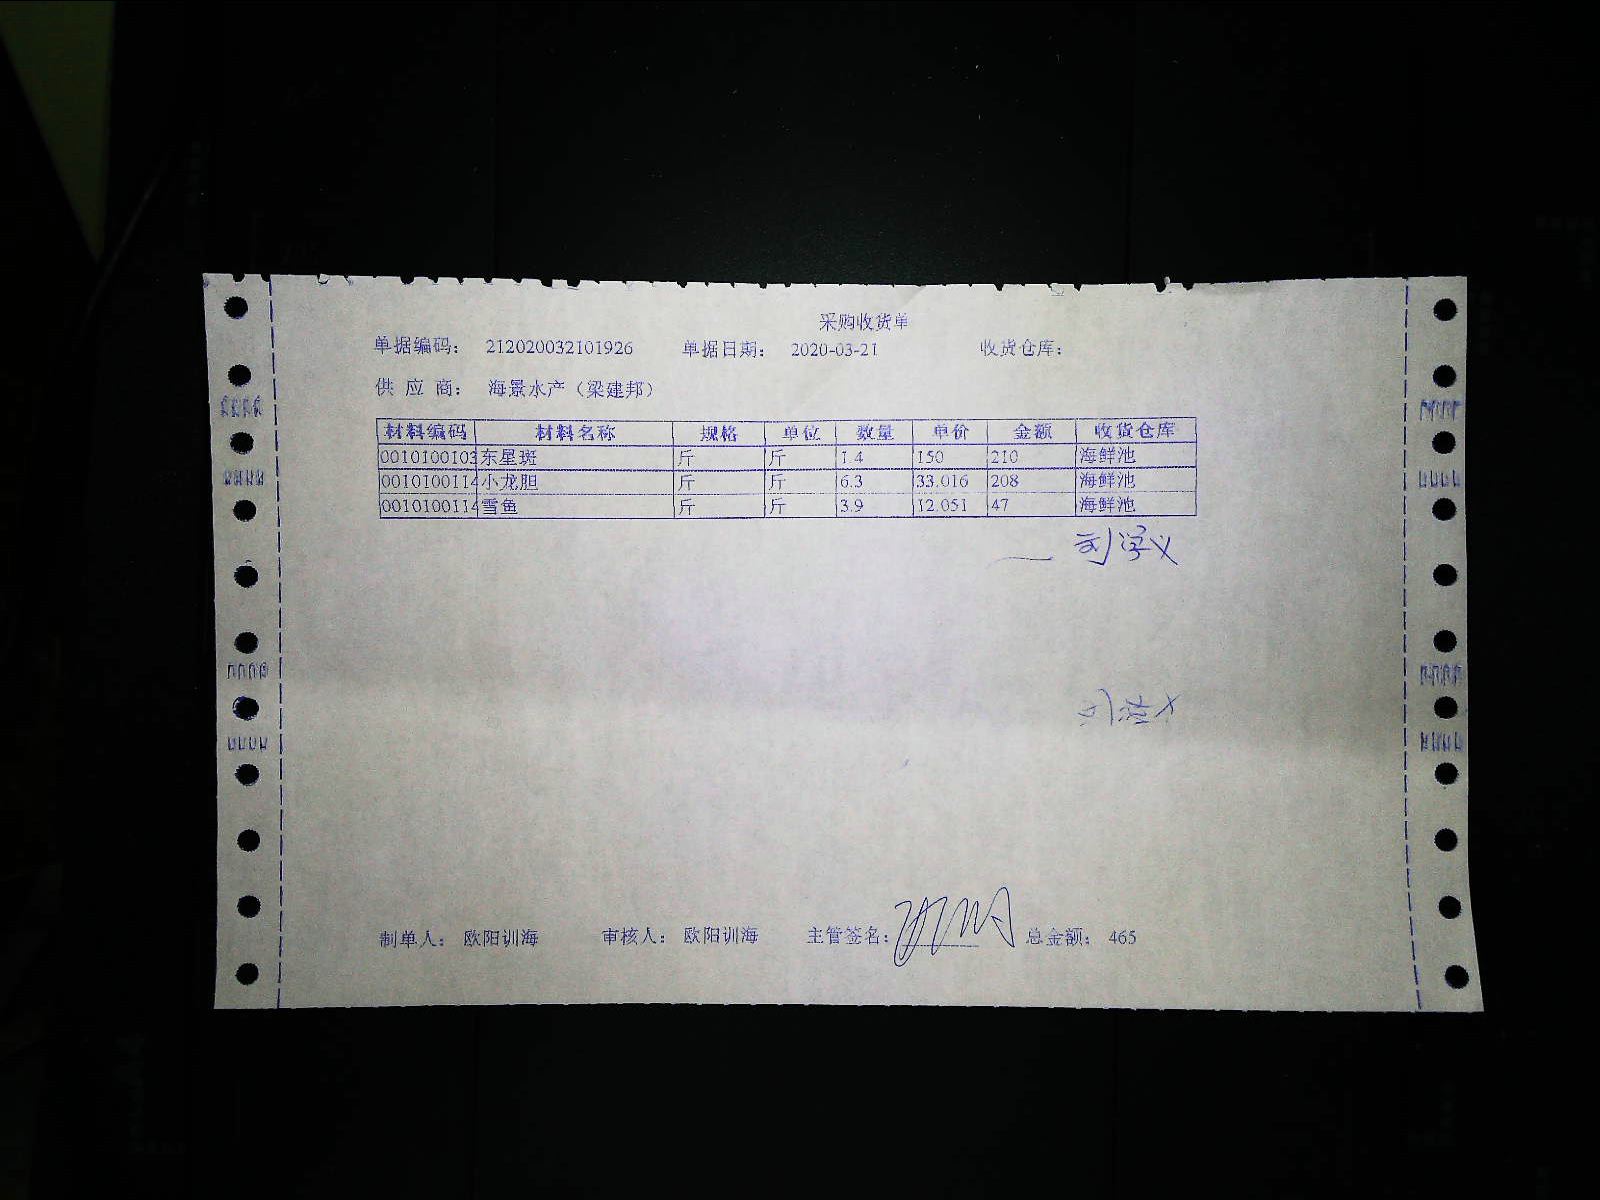 采购收货单
单据编码： 212020032101926 单据日期： 2020-03-21 收货仓库：
供 应 商： 海景水产（梁建邦）
材料编码 材料名称 规格 单位 数量 单价 金额 收货仓库
0010100103 东星斑 斤 斤 1.4 150 210 海鲜池
0010100114 小龙胆 斤 斤 6.3 33.016 208 海鲜池
0010100114 雪鱼 斤 斤 3.9 12.051 47 海鲜池
制单人： 欧阳训海 审核人： 欧阳训海 主管签名： 总金额： 465